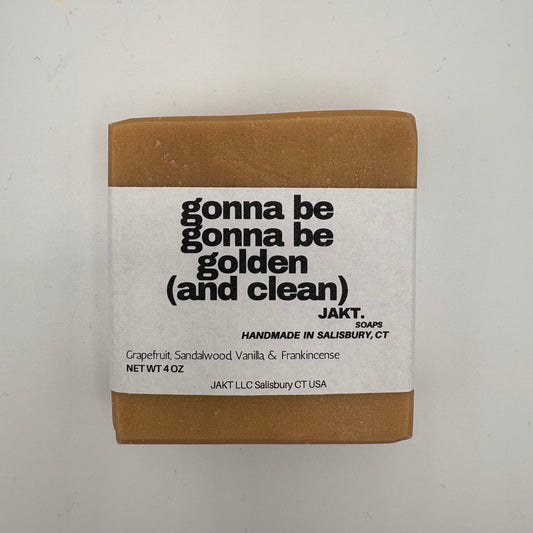 gonna be
gonna be
golden
(and clean)
JAKT.
SOAPS
HANDMADE IN SALISBURY, CT
Grapefruit, Sandalwood, Vanilla, & Frankincense
NET WT 4 OZ
JAKT LLC Salisbury CT USA